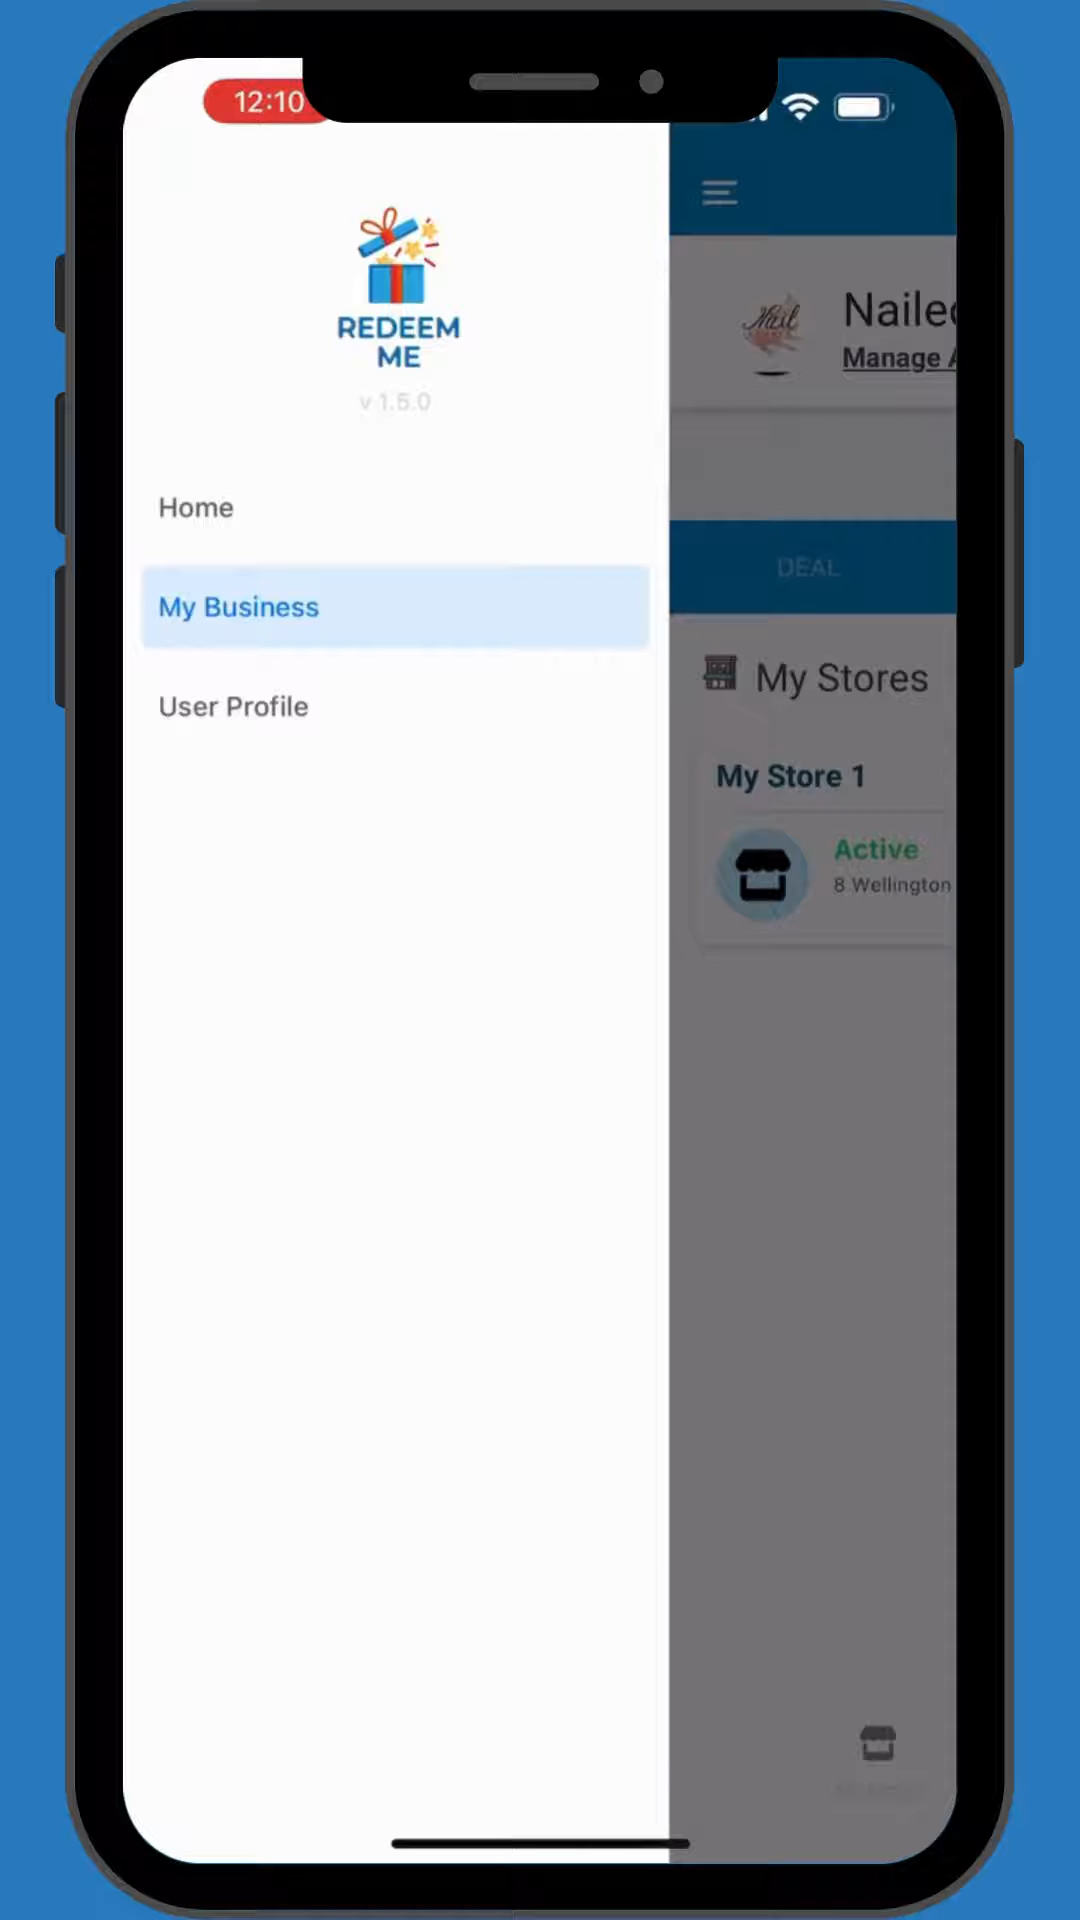 12:10
REDEEM
ME
v 1.5.0
Home
My Business
User Profile
Nail
Manage
DEAL
My Stores
My Store 1
Active
8 Wellington